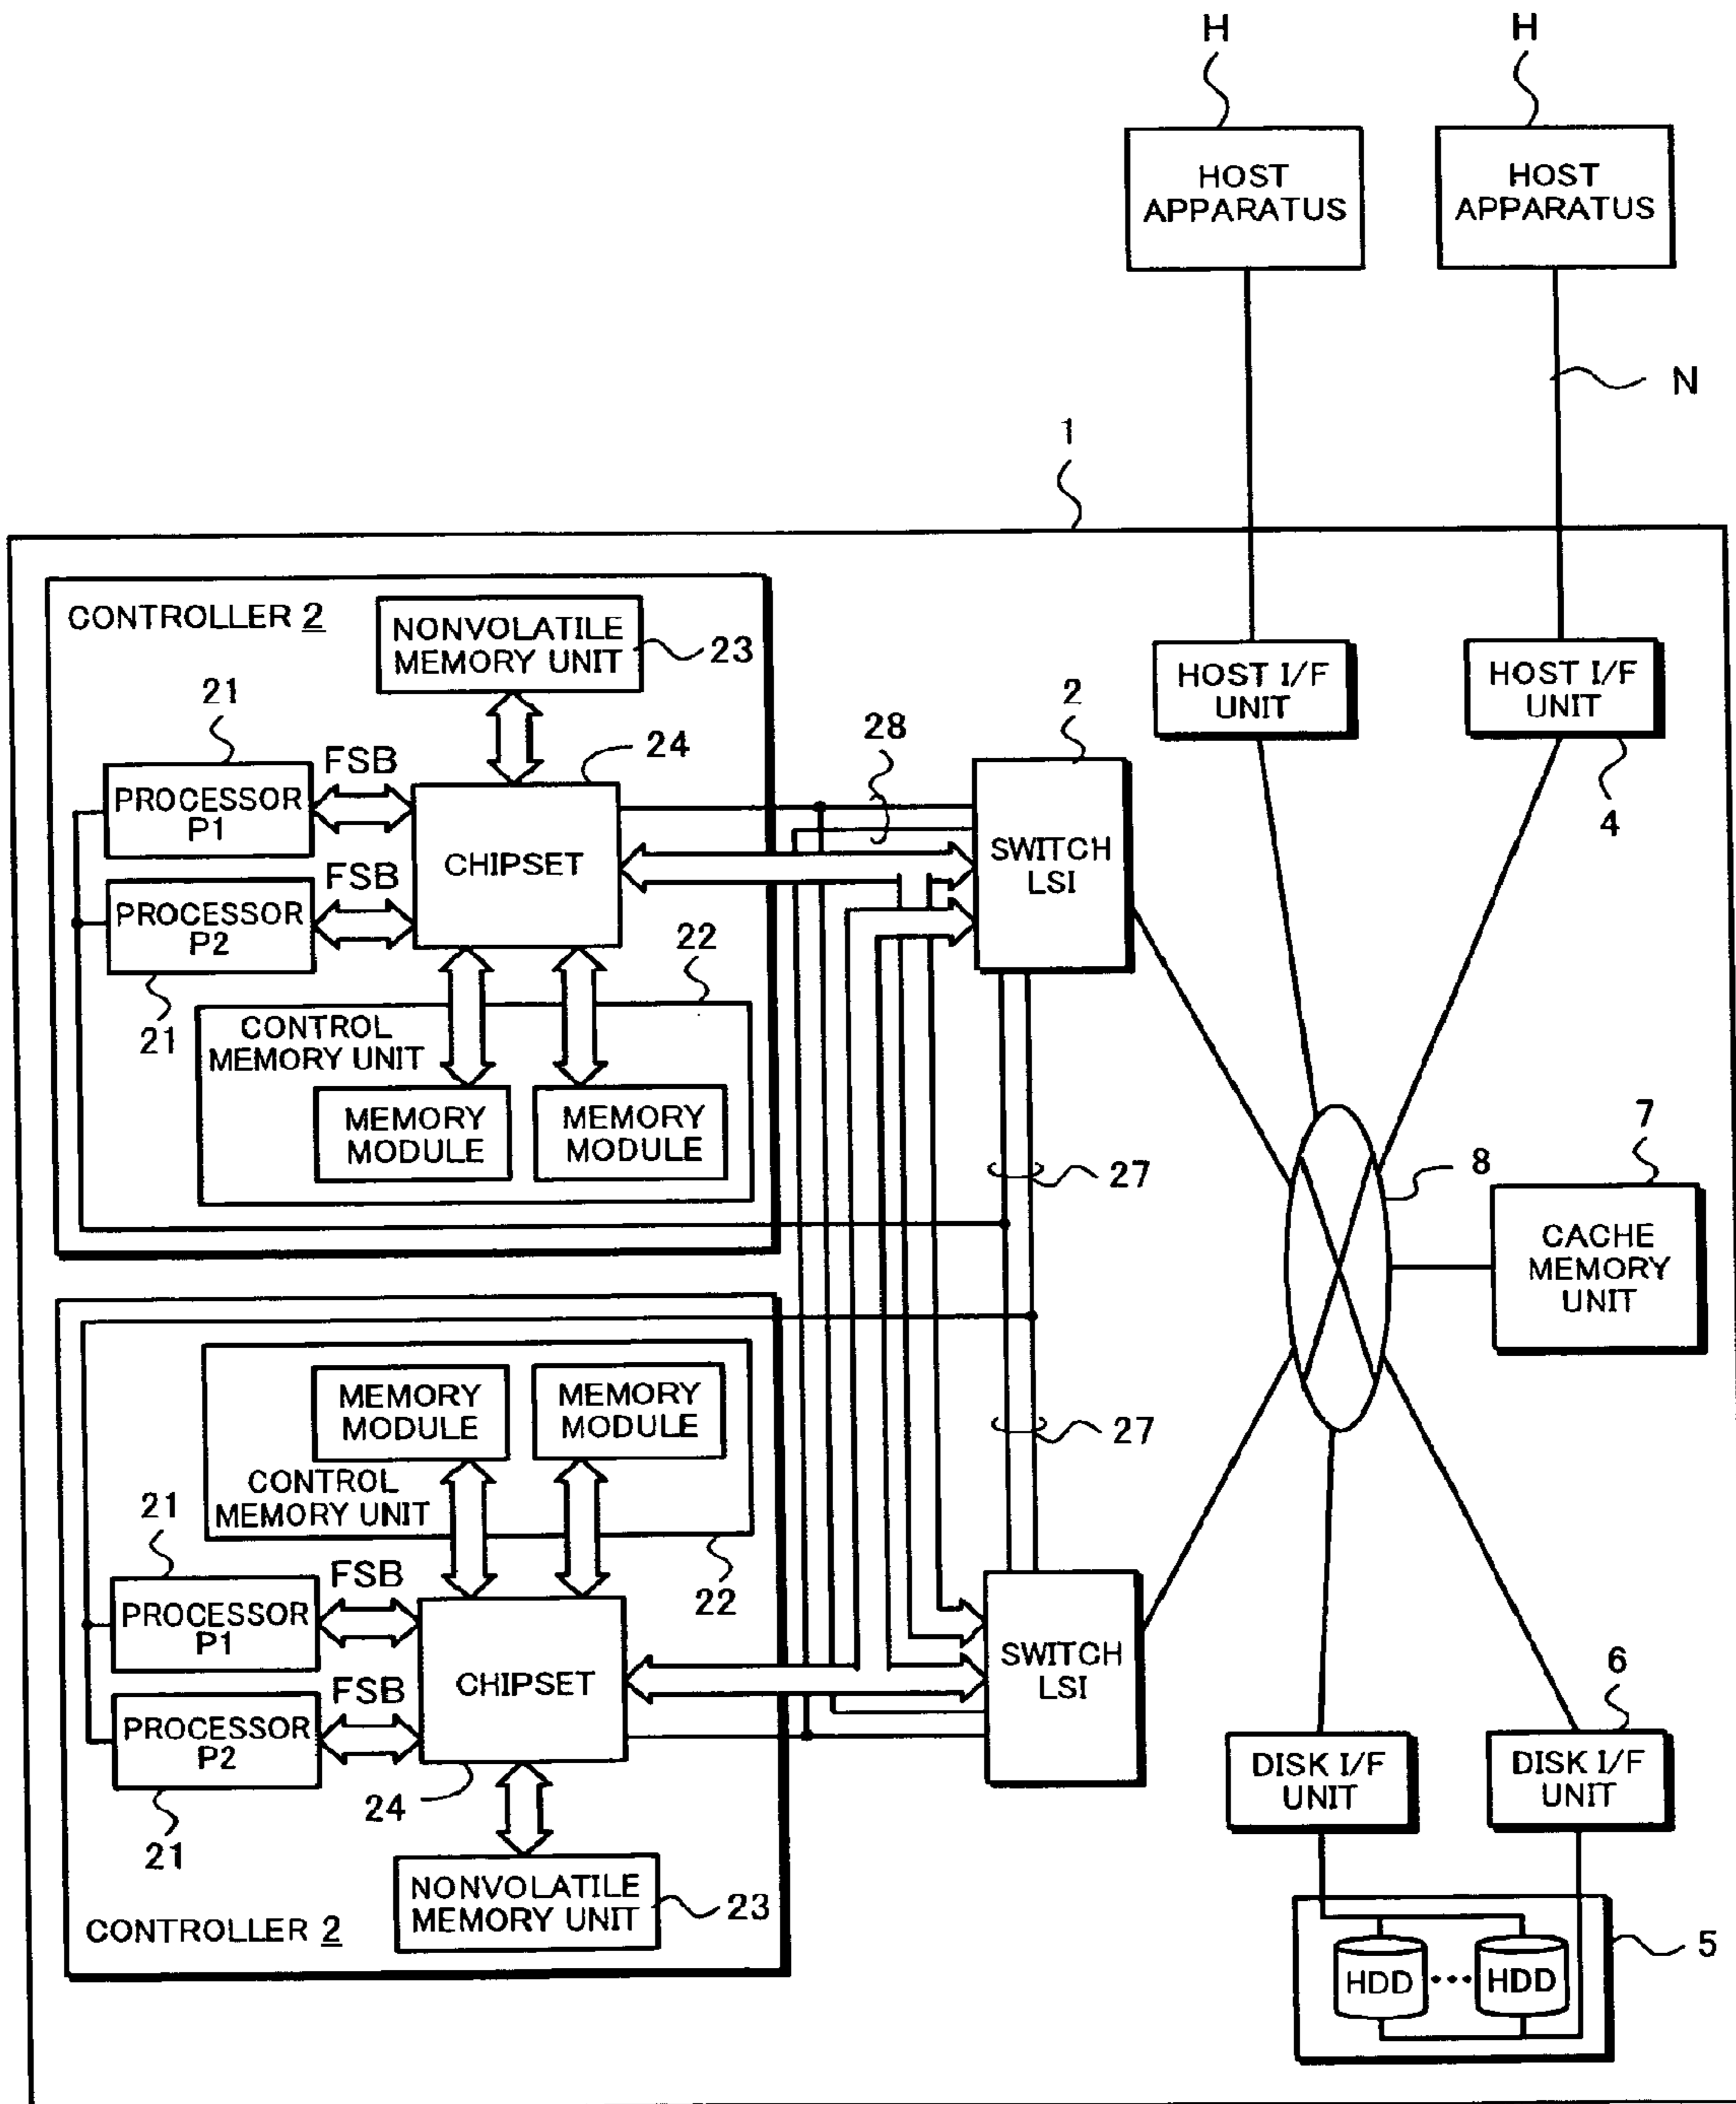 H
H
HOST
APPARATUS
HOST
APPARATUS
N
1
CONTROLLER 2
NONVOLATILE
MEMORY UNIT
23
HOST I/F
UNIT
HOST I/F
UNIT
4
21
FSB
24
28
2
PROCESSOR
P1
CHIPSET
SWITCH
LSI
FSB
PROCESSOR
P2
21
22
CONTROL
MEMORY UNIT
MEMORY
MODULE
MEMORY
MODULE
27
8
7
CACHE
MEMORY
UNIT
MEMORY
MODULE
MEMORY
MODULE
27
CONTROL
MEMORY UNIT
22
21
FSB
PROCESSOR
P1
CHIPSET
SWITCH
LSI
FSB
PROCESSOR
P2
21
24
6
DISK I/F
UNIT
DISK I/F
UNIT
NONVOLATILE
MEMORY UNIT
23
CONTROLLER 2
HDD
HDD
5